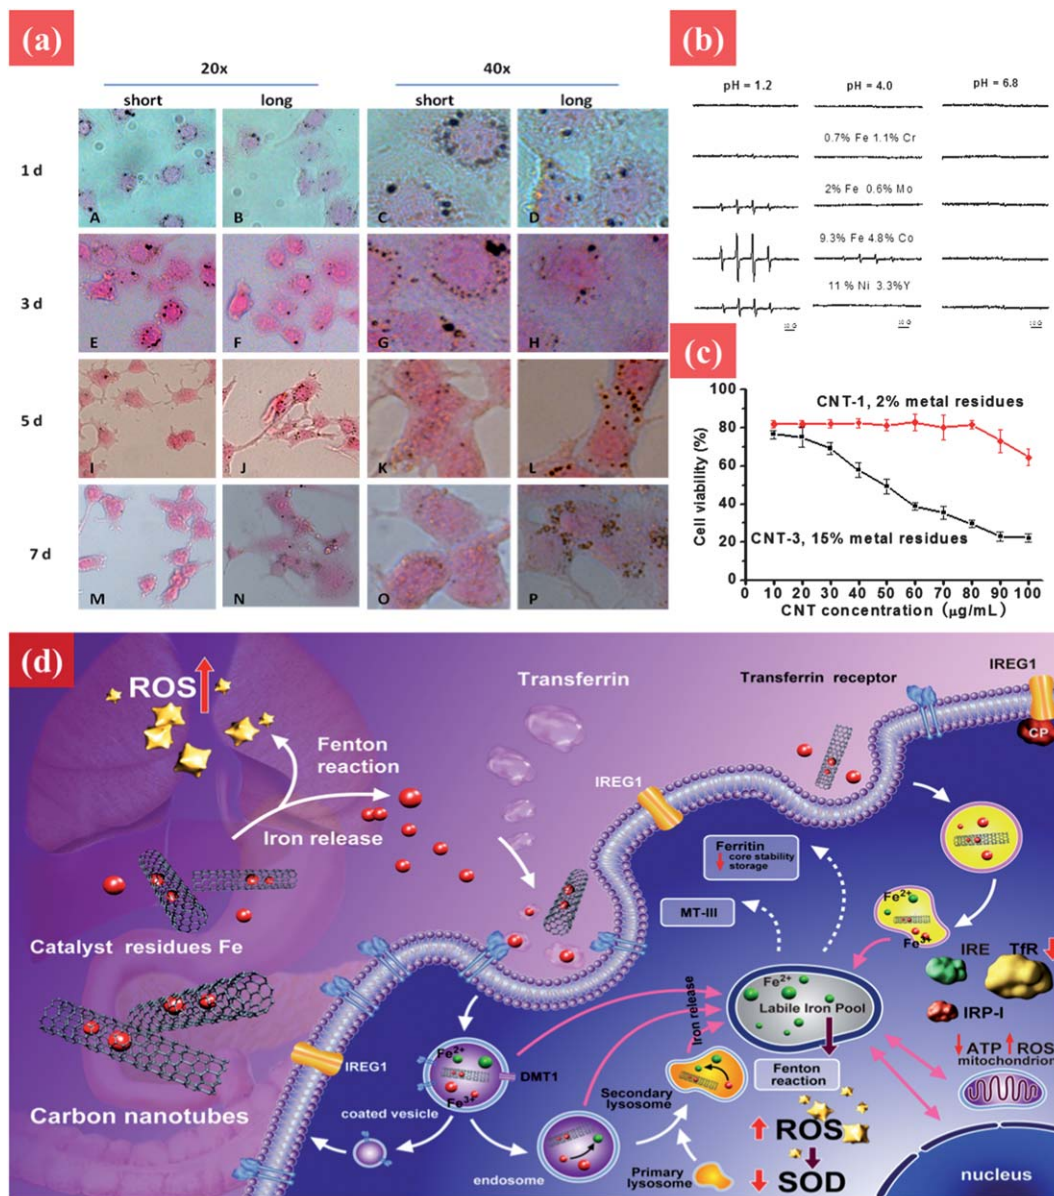 (a)
20x
40x
short
long
short
long
1 d
A
B
C
D
3 d
E
F
G
H
5 d
I
J
K
L
7 d
M
N
O
P
(b)
pH = 1.2
pH = 4.0
pH = 6.8
0.7% Fe 1.1% Cr
2% Fe 0.6% Mo
9.3% Fe 4.8% Co
11 % Ni 3.3%Y
(c)
CNT-1, 2% metal residues
CNT-3, 15% metal residues
Cell viability (%)
100
80
60
40
20
0
0 10 20 30 40 50 60 70 80 90 100
CNT concentration (μg/mL)
(d)
ROS
Fenton
reaction
Iron release
Catalyst residues Fe
Carbon nanotubes
Transferrin
Transferrin receptor
IREG1
CP
IREG1
Ferritin
core stability
storage
MT-III
Fe2+
Fe3+
IRE
TfR
IRP-I
Fe2+
Labile Iron Pool
Iron release
Fenton
reaction
ATP ROS
mitochondrion
IREG1
Fe2+
Fe3+
DMT1
coated vesicle
endosome
Secondary
lysosome
Primary
lysosome
ROS
SOD
nucleus